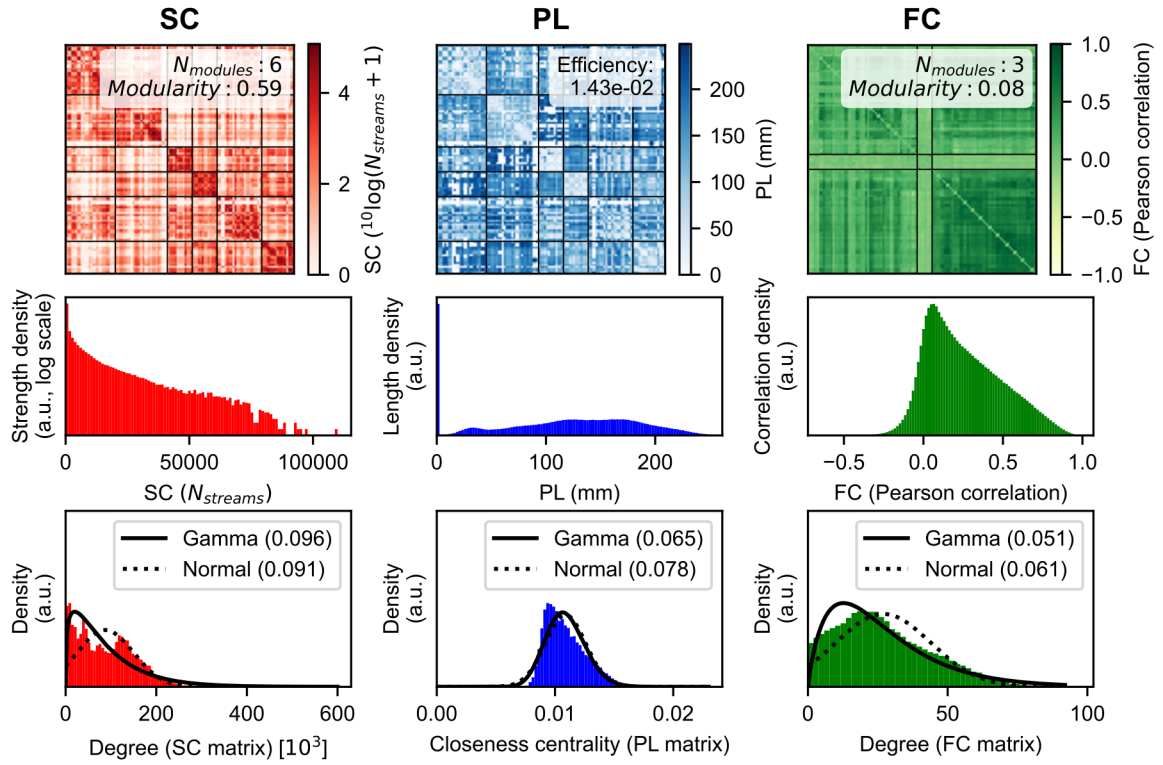 SC
PL
FC
N_modules : 6
Modularity : 0.59
4
2
0
SC (¹⁰log(N_streams + 1)
Efficiency:
1.43e-02
200
150
100
50
0
PL (mm)
N_modules : 3
Modularity : 0.08
1.0
0.5
0.0
−0.5
−1.0
FC (Pearson correlation)
Strength density
(a.u., log scale)
0 50000 100000
SC (N_streams)
Length density
(a.u.)
0 100 200
PL (mm)
Correlation density
(a.u.)
−0.5 0.0 0.5 1.0
FC (Pearson correlation)
Density
(a.u.)
Gamma (0.096)
Normal (0.091)
0 200 400 600
Degree (SC matrix) [10³]
Density
(a.u.)
Gamma (0.065)
Normal (0.078)
0.00 0.01 0.02
Closeness centrality (PL matrix)
Density
(a.u.)
Gamma (0.051)
Normal (0.061)
0 50 100
Degree (FC matrix)